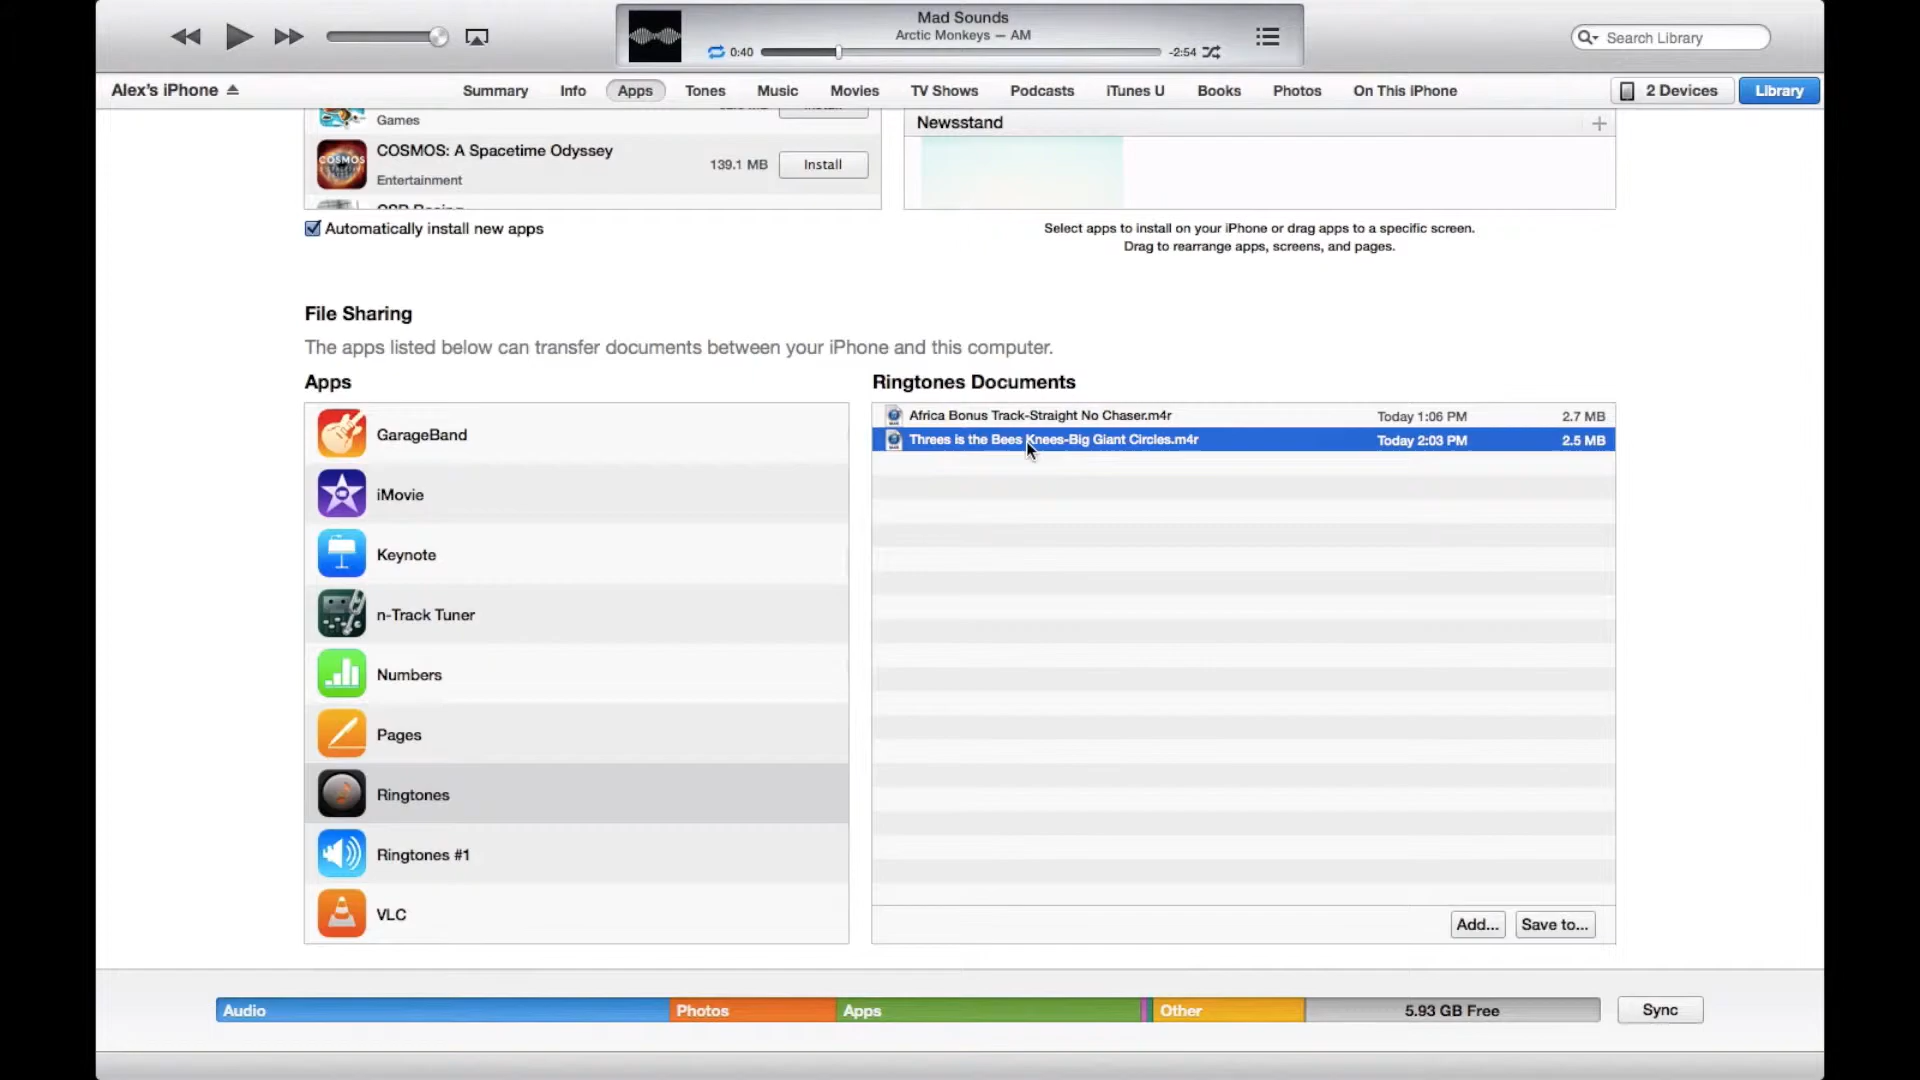 Mad Sounds
Arctic Monkeys — AM
0:40
-2:54
Search Library
Alex's iPhone
Summary
Info
Apps
Tones
Music
Movies
TV Shows
Podcasts
iTunes U
Books
Photos
On This iPhone
2 Devices
Library
Games
COSMOS: A Spacetime Odyssey
Entertainment
139.1 MB
Install
COSMOS
Newsstand
Automatically install new apps
Select apps to install on your iPhone or drag apps to a specific screen.
Drag to rearrange apps, screens, and pages.
File Sharing
The apps listed below can transfer documents between your iPhone and this computer.
Apps
GarageBand
iMovie
Keynote
n-Track Tuner
Numbers
Pages
Ringtones
Ringtones #1
VLC
Ringtones Documents
Africa Bonus Track-Straight No Chaser.m4r Today 1:06 PM 2.7 MB
Threes is the Bees Knees-Big Giant Circles.m4r Today 2:03 PM 2.5 MB
Add...
Save to...
Audio
Photos
Apps
Other
5.93 GB Free
Sync